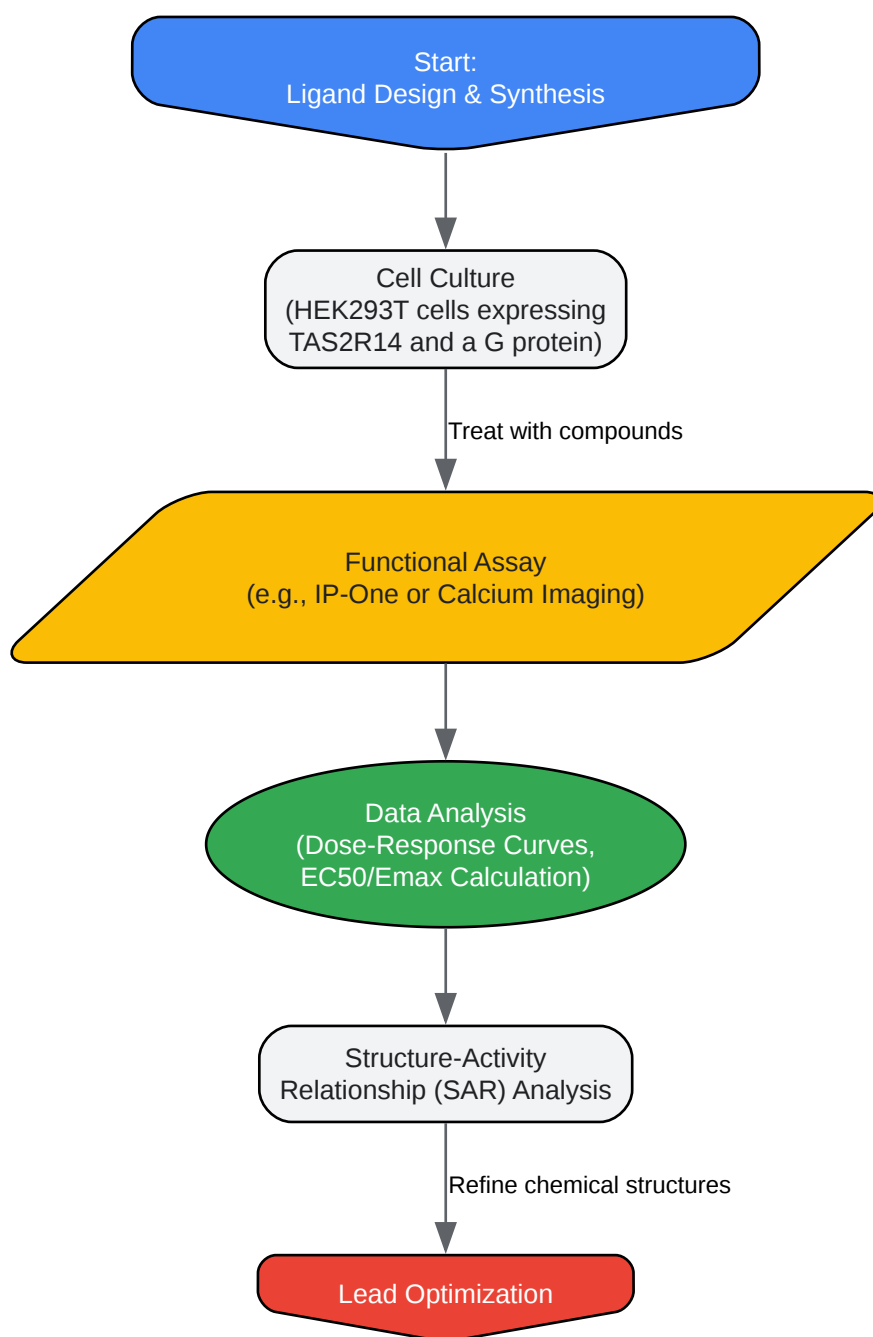 Start:
Ligand Design & Synthesis
Cell Culture
(HEK293T cells expressing
TAS2R14 and a G protein)
Treat with compounds
Functional Assay
(e.g., IP-One or Calcium Imaging)
Data Analysis
(Dose-Response Curves,
EC50/Emax Calculation)
Structure-Activity
Relationship (SAR) Analysis
Refine chemical structures
Lead Optimization